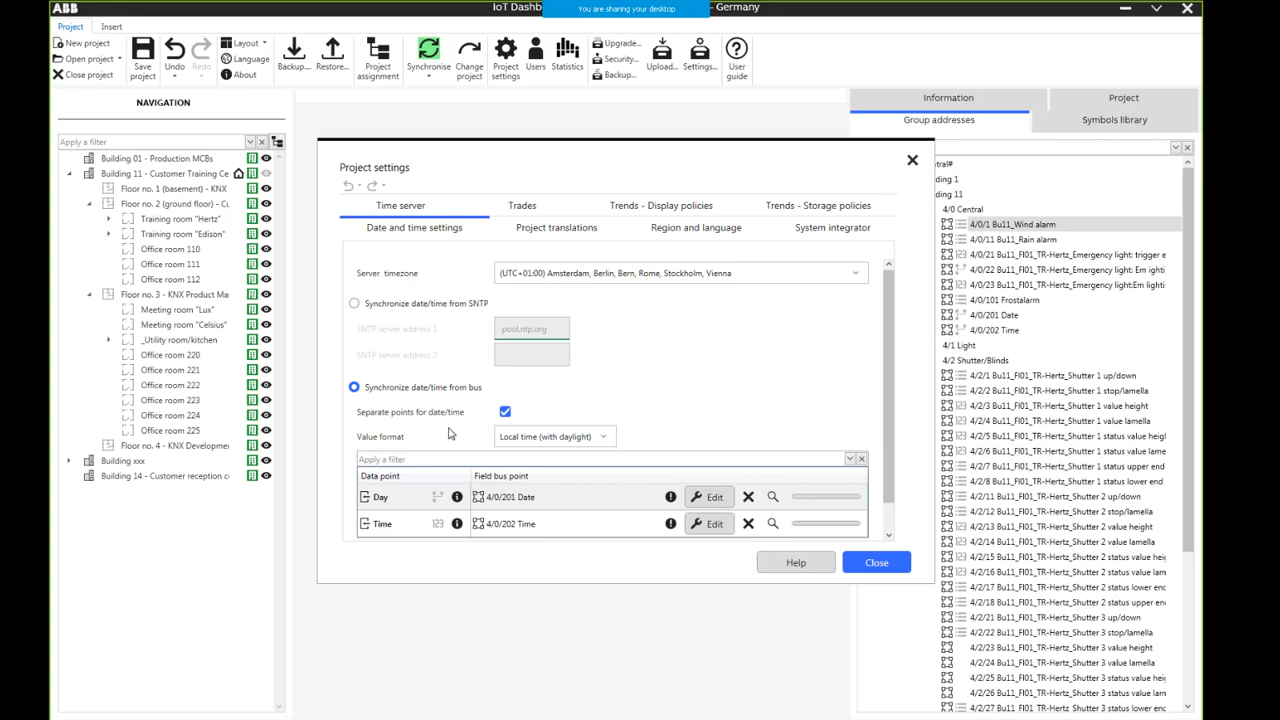 ABB
IoT Dashb
You are sharing your desktop
- Germany
Project
Insert
New project
Open project
Close project
Save project
Undo
Redo
Layout
Language
About
Backup...
Restore...
Project assignment
Synchronise
Change project
Project settings
Users
Statistics
Upgrade...
Security...
Backup...
Upload...
Settings...
User guide
NAVIGATION
Apply a filter
Building 01 - Production MCBs
Building 11 - Customer Training Ce
Floor no. 1 (basement) - KNX
Floor no. 2 (ground floor) - Cu
Training room "Hertz"
Training room "Edison"
Office room 110
Office room 111
Office room 112
Floor no. 3 - KNX Product Ma
Meeting room "Lux"
Meeting room "Celsius"
_Utility room/kitchen
Office room 220
Office room 221
Office room 222
Office room 223
Office room 224
Office room 225
Floor no. 4 - KNX Developmen
Building xxx
Building 14 - Customer reception c
Project settings
Time server
Trades
Trends - Display policies
Trends - Storage policies
Date and time settings
Project translations
Region and language
System integrator
Server timezone
(UTC+01:00) Amsterdam, Berlin, Bern, Rome, Stockholm, Vienna
Synchronize date/time from SNTP
SNTP server address 1
pool.ntp.org
SNTP server address 2
Synchronize date/time from bus
Separate points for date/time
Value format
Local time (with daylight)
Apply a filter
Data point
Field bus point
Day
4/0/201 Date
Edit
Time
123
4/0/202 Time
Edit
Help
Close
Information
Project
Group addresses
Symbols library
ntral#
ding 1
ding 11
4/0 Central
4/0/1 Bu11_Wind alarm
4/0/11 Bu11_Rain alarm
4/0/21 Bu11_Fl01_TR-Hertz_Emergency light: trigger e
4/0/22 Bu11_Fl01_TR-Hertz_Emergency light: Em ighti
4/0/23 Bu11_Fl01_TR-Hertz_Emergency light:Em lighti
4/0/101 Frostalarm
4/0/201 Date
4/0/202 Time
4/1 Light
4/2 Shutter/Blinds
4/2/1 Bu11_Fl01_TR-Hertz_Shutter 1 up/down
4/2/2 Bu11_Fl01_TR-Hertz_Shutter 1 stop/lamella
4/2/3 Bu11_Fl01_TR-Hertz_Shutter 1 value height
4/2/4 Bu11_Fl01_TR-Hertz_Shutter 1 value lamella
4/2/5 Bu11_Fl01_TR-Hertz_Shutter 1 status value heigl
4/2/6 Bu11_Fl01_TR-Hertz_Shutter 1 status value lame
4/2/7 Bu11_Fl01_TR-Hertz_Shutter 1 status upper end
4/2/8 Bu11_Fl01_TR-Hertz_Shutter 1 status lower end
4/2/11 Bu11_Fl01_TR-Hertz_Shutter 2 up/down
4/2/12 Bu11_Fl01_TR-Hertz_Shutter 2 stop/lamella
4/2/13 Bu11_Fl01_TR-Hertz_Shutter 2 value height
4/2/14 Bu11_Fl01_TR-Hertz_Shutter 2 value lamella
4/2/15 Bu11_Fl01_TR-Hertz_Shutter 2 status value heig
4/2/16 Bu11_Fl01_TR-Hertz_Shutter 2 status value lam
4/2/17 Bu11_Fl01_TR-Hertz_Shutter 2 status lower end
4/2/18 Bu11_Fl01_TR-Hertz_Shutter 2 status upper end
4/2/21 Bu11_Fl01_TR-Hertz_Shutter 3 up/down
4/2/22 Bu11_Fl01_TR-Hertz_Shutter 3 stop/lamella
4/2/23 Bu11_Fl01_TR-Hertz_Shutter 3 value height
4/2/24 Bu11_Fl01_TR-Hertz_Shutter 3 value lamella
4/2/25 Bu11_Fl01_TR-Hertz_Shutter 3 status value heig
4/2/26 Bu11_Fl01_TR-Hertz_Shutter 3 status value lam
4/2/27 Bu11_Fl01_TR-Hertz_Shutter 3 status lower end